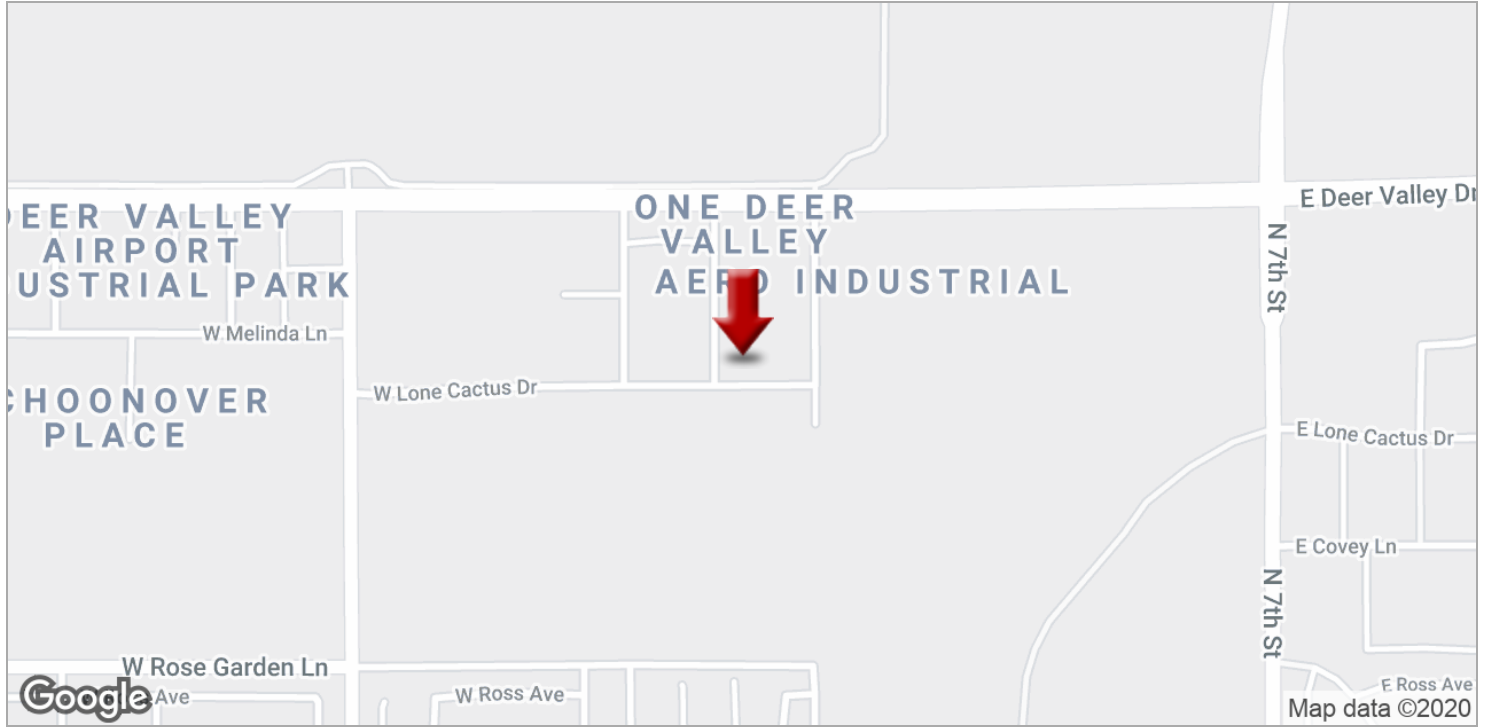 E Deer Valley Dr
ONE DEER
VALLEY
AERO INDUSTRIAL
DEER VALLEY
AIRPORT
USTRIAL PARK
N 7th St
W Melinda Ln
W Lone Cactus Dr
CHOONOVER
PLACE
E Lone Cactus Dr
E Covey Ln
N 7th St
W Rose Garden Ln
W Ross Ave
E Ross Ave
Google
Ave
Map data ©2020